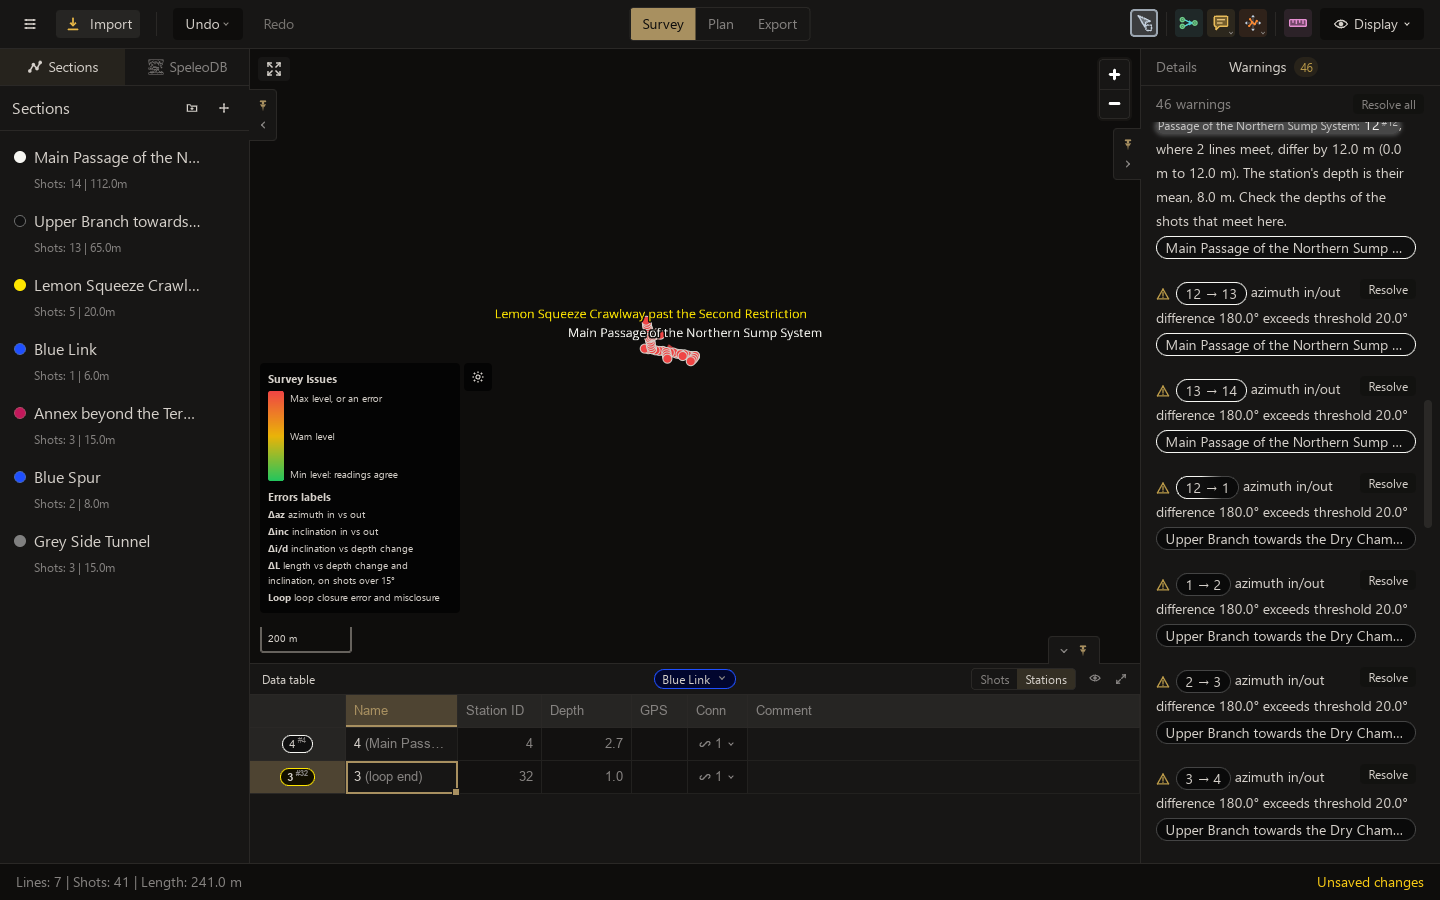 Import
Undo
Redo
Survey
Plan
Export
Display
Sections
SpeleoDB
Details
Warnings 46
Sections
46 warnings
Resolve all
Main Passage of the N...
Shots: 14 | 112.0m
Upper Branch towards...
Shots: 13 | 65.0m
Lemon Squeeze Crawl...
Shots: 5 | 20.0m
Blue Link
Shots: 1 | 6.0m
Annex beyond the Ter...
Shots: 3 | 15.0m
Blue Spur
Shots: 2 | 8.0m
Grey Side Tunnel
Shots: 3 | 15.0m
Lemon Squeeze Crawlway past the Second Restriction
Main Passage of the Northern Sump System
Survey Issues
Max level, or an error
Warn level
Min level: readings agree
Errors labels
Δaz azimuth in vs out
Δinc inclination in vs out
Δi/d inclination vs depth change
ΔL length vs depth change and
inclination, on shots over 15°
Loop loop closure error and misclosure
200 m
Passage of the Northern Sump System: 12 #12,
where 2 lines meet, differ by 12.0 m (0.0
m to 12.0 m). The station's depth is their
mean, 8.0 m. Check the depths of the
shots that meet here.
Main Passage of the Northern Sump ...
12 → 13 azimuth in/out
Resolve
difference 180.0° exceeds threshold 20.0°
Main Passage of the Northern Sump ...
13 → 14 azimuth in/out
Resolve
difference 180.0° exceeds threshold 20.0°
Main Passage of the Northern Sump ...
12 → 1 azimuth in/out
Resolve
difference 180.0° exceeds threshold 20.0°
Upper Branch towards the Dry Cham...
1 → 2 azimuth in/out
Resolve
difference 180.0° exceeds threshold 20.0°
Upper Branch towards the Dry Cham...
2 → 3 azimuth in/out
Resolve
difference 180.0° exceeds threshold 20.0°
Upper Branch towards the Dry Cham...
3 → 4 azimuth in/out
Resolve
difference 180.0° exceeds threshold 20.0°
Upper Branch towards the Dry Cham...
Data table
Blue Link
Shots
Stations
Name Station ID Depth GPS Conn Comment
4 #4 4 (Main Pass... 4 2.7 1
3 #32 3 (loop end) 32 1.0 1
Lines: 7 | Shots: 41 | Length: 241.0 m
Unsaved changes